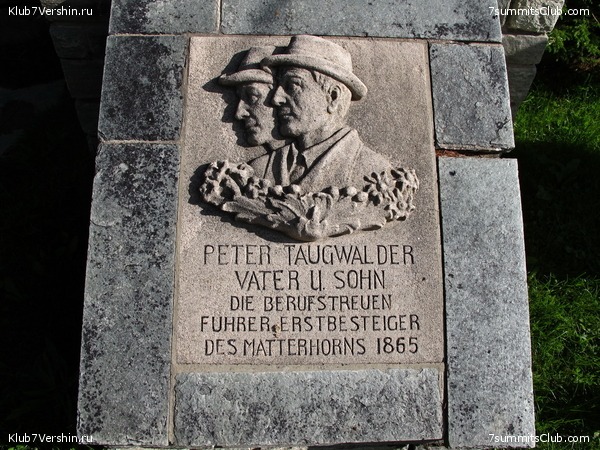 Klub7Vershin.ru
7summitsClub.com
PETER TAUGWALDER
VATER U. SOHN
DIE BERUFSTREUEN
FUHRER, ERSTBESTEIGER
DES MATTERHORNS 1865
Klub7Vershin.ru
7summitsClub.com